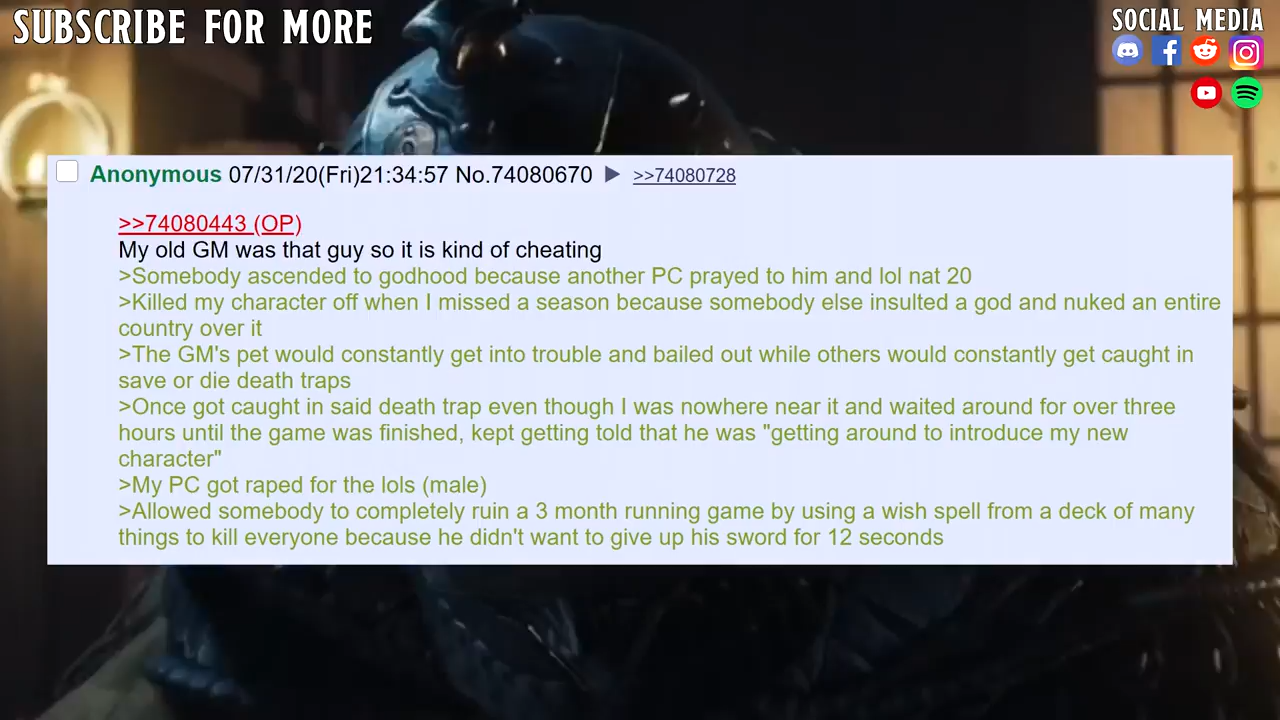 SUBSCRIBE FOR MORE
SOCIAL MEDIA
Anonymous 07/31/20(Fri)21:34:57 No.74080670 ▶ >>74080728
>>74080443 (OP)
My old GM was that guy so it is kind of cheating
>Somebody ascended to godhood because another PC prayed to him and lol nat 20
>Killed my character off when I missed a season because somebody else insulted a god and nuked an entire
country over it
>The GM's pet would constantly get into trouble and bailed out while others would constantly get caught in
save or die death traps
>Once got caught in said death trap even though I was nowhere near it and waited around for over three
hours until the game was finished, kept getting told that he was "getting around to introduce my new
character"
>My PC got raped for the lols (male)
>Allowed somebody to completely ruin a 3 month running game by using a wish spell from a deck of many
things to kill everyone because he didn't want to give up his sword for 12 seconds